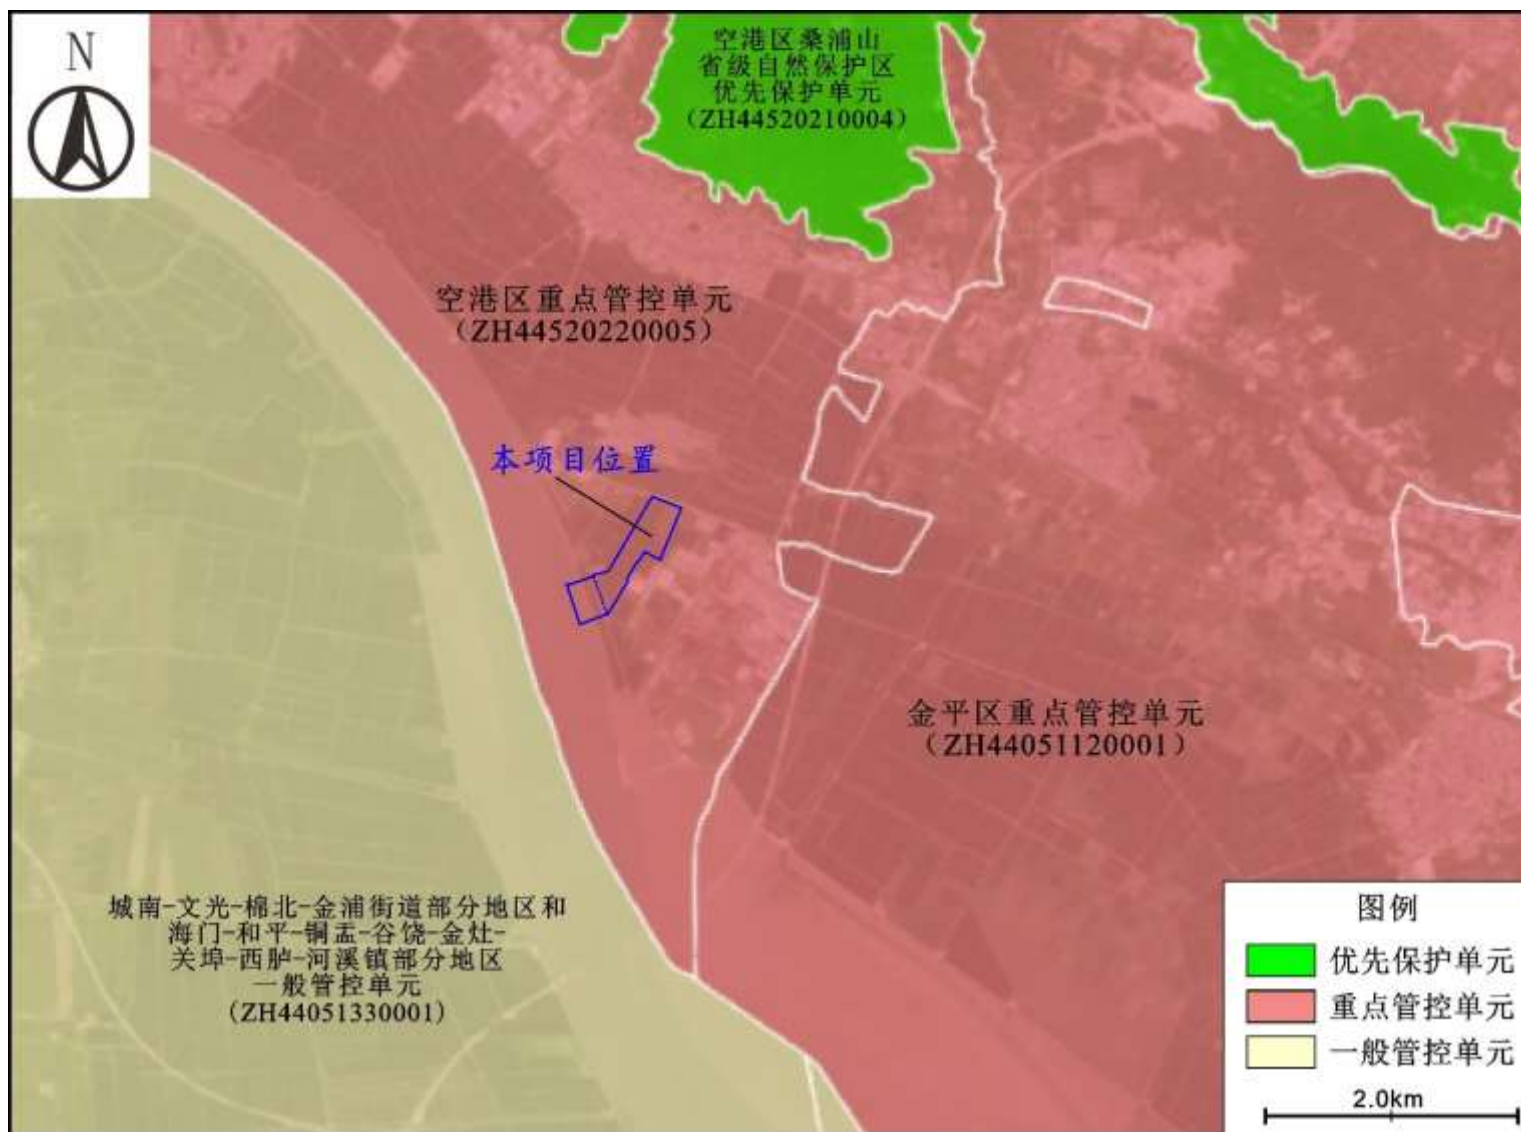 N
空港区桑浦山
省级自然保护区
优先保护单元
(ZH44520210004)
空港区重点管控单元
(ZH44520220005)
本项目位置
金平区重点管控单元
(ZH44051120001)
城南-文光-棉北-金浦街道部分地区和
海门-和平-铜盂-谷饶-金灶-
关埠-西胪-河溪镇部分地区
一般管控单元
(ZH44051330001)
图例
优先保护单元
重点管控单元
一般管控单元
2.0km